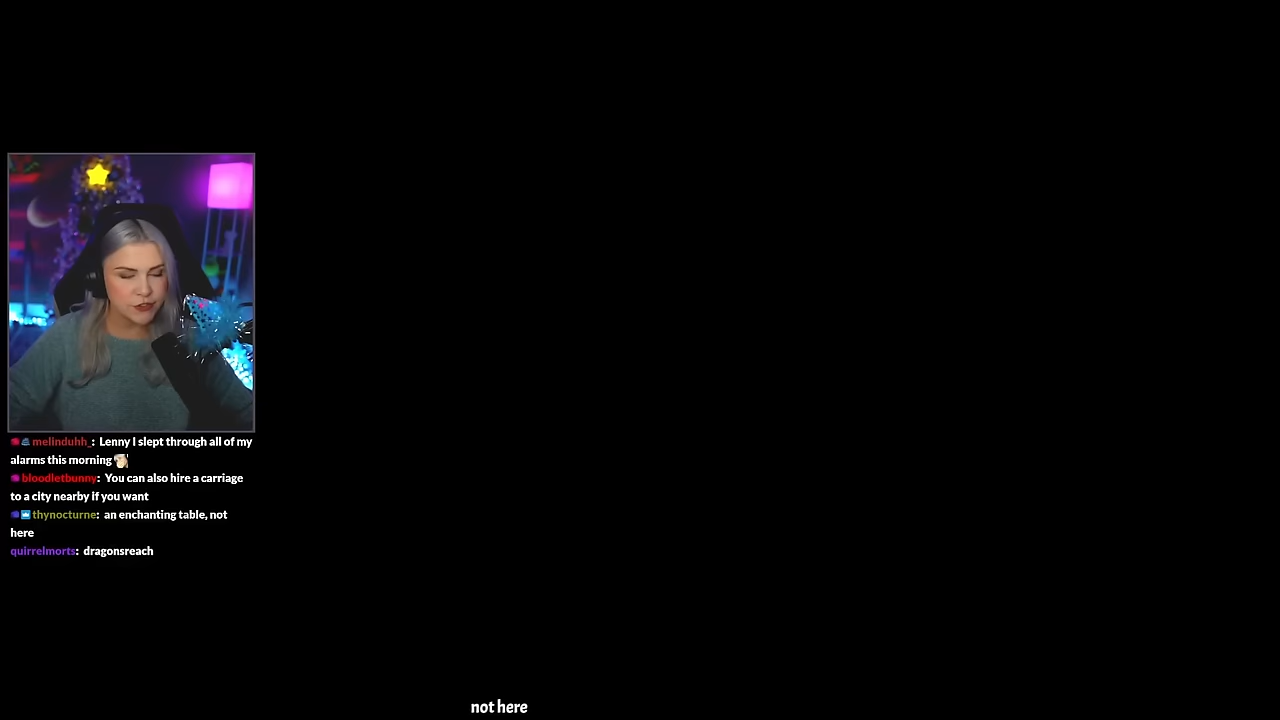 melinduhh_: Lenny I slept through all of my
alarms this morning
bloodletbunny: You can also hire a carriage
to a city nearby if you want
thynocturne: an enchanting table, not
here
quirrelmorts: dragonsreach
not here